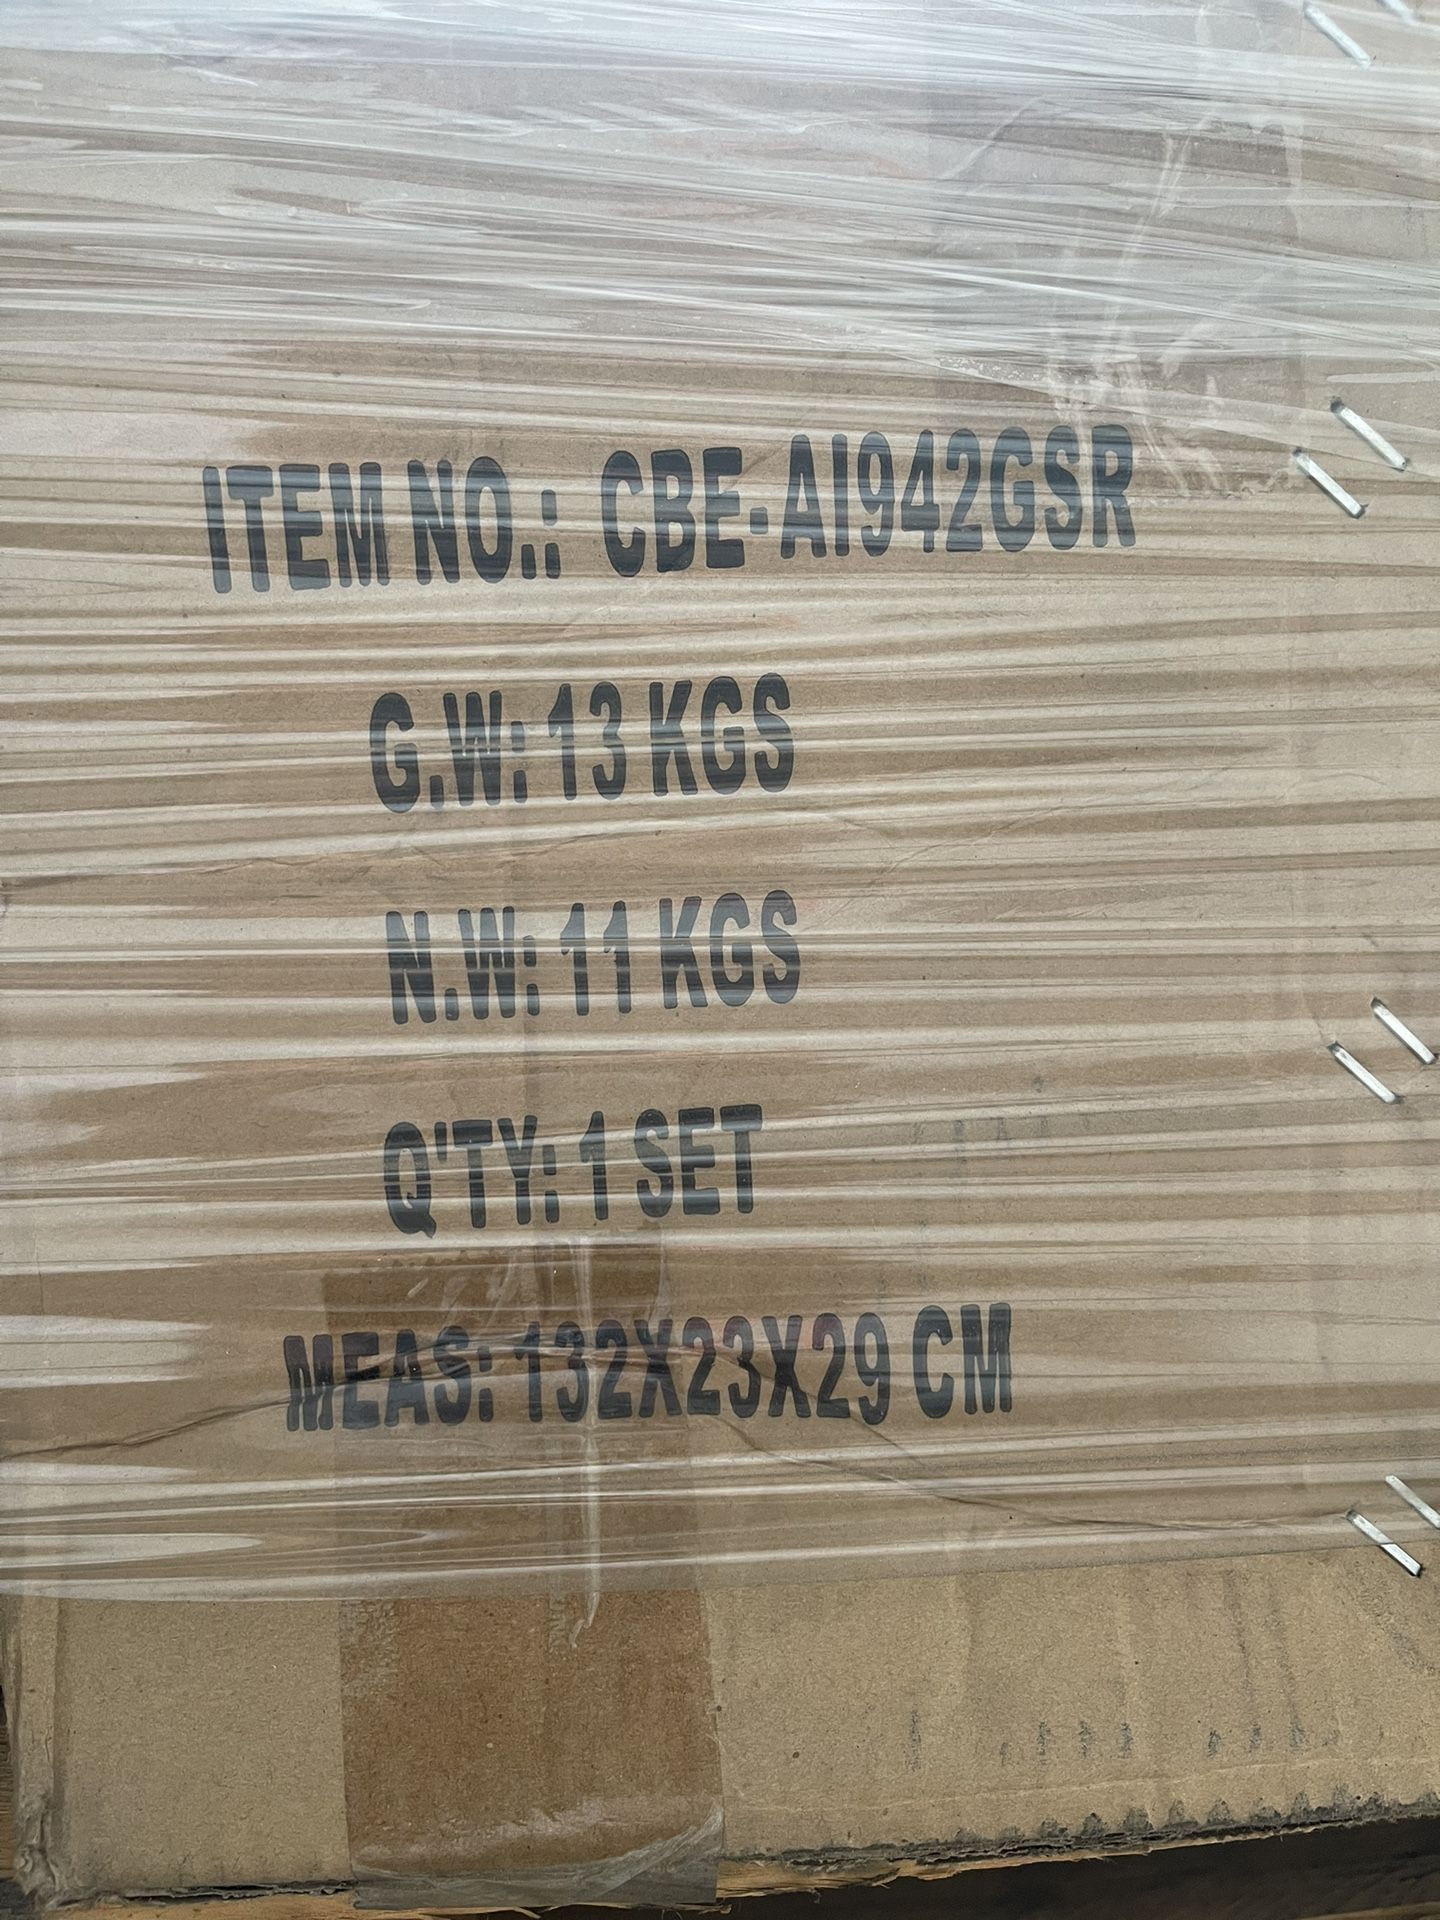 ITEM NO.: CBE-AI942GSR
G.W: 13 KGS
N.W: 11 KGS
Q'TY: 1 SET
MEAS: 132X23X29 CM